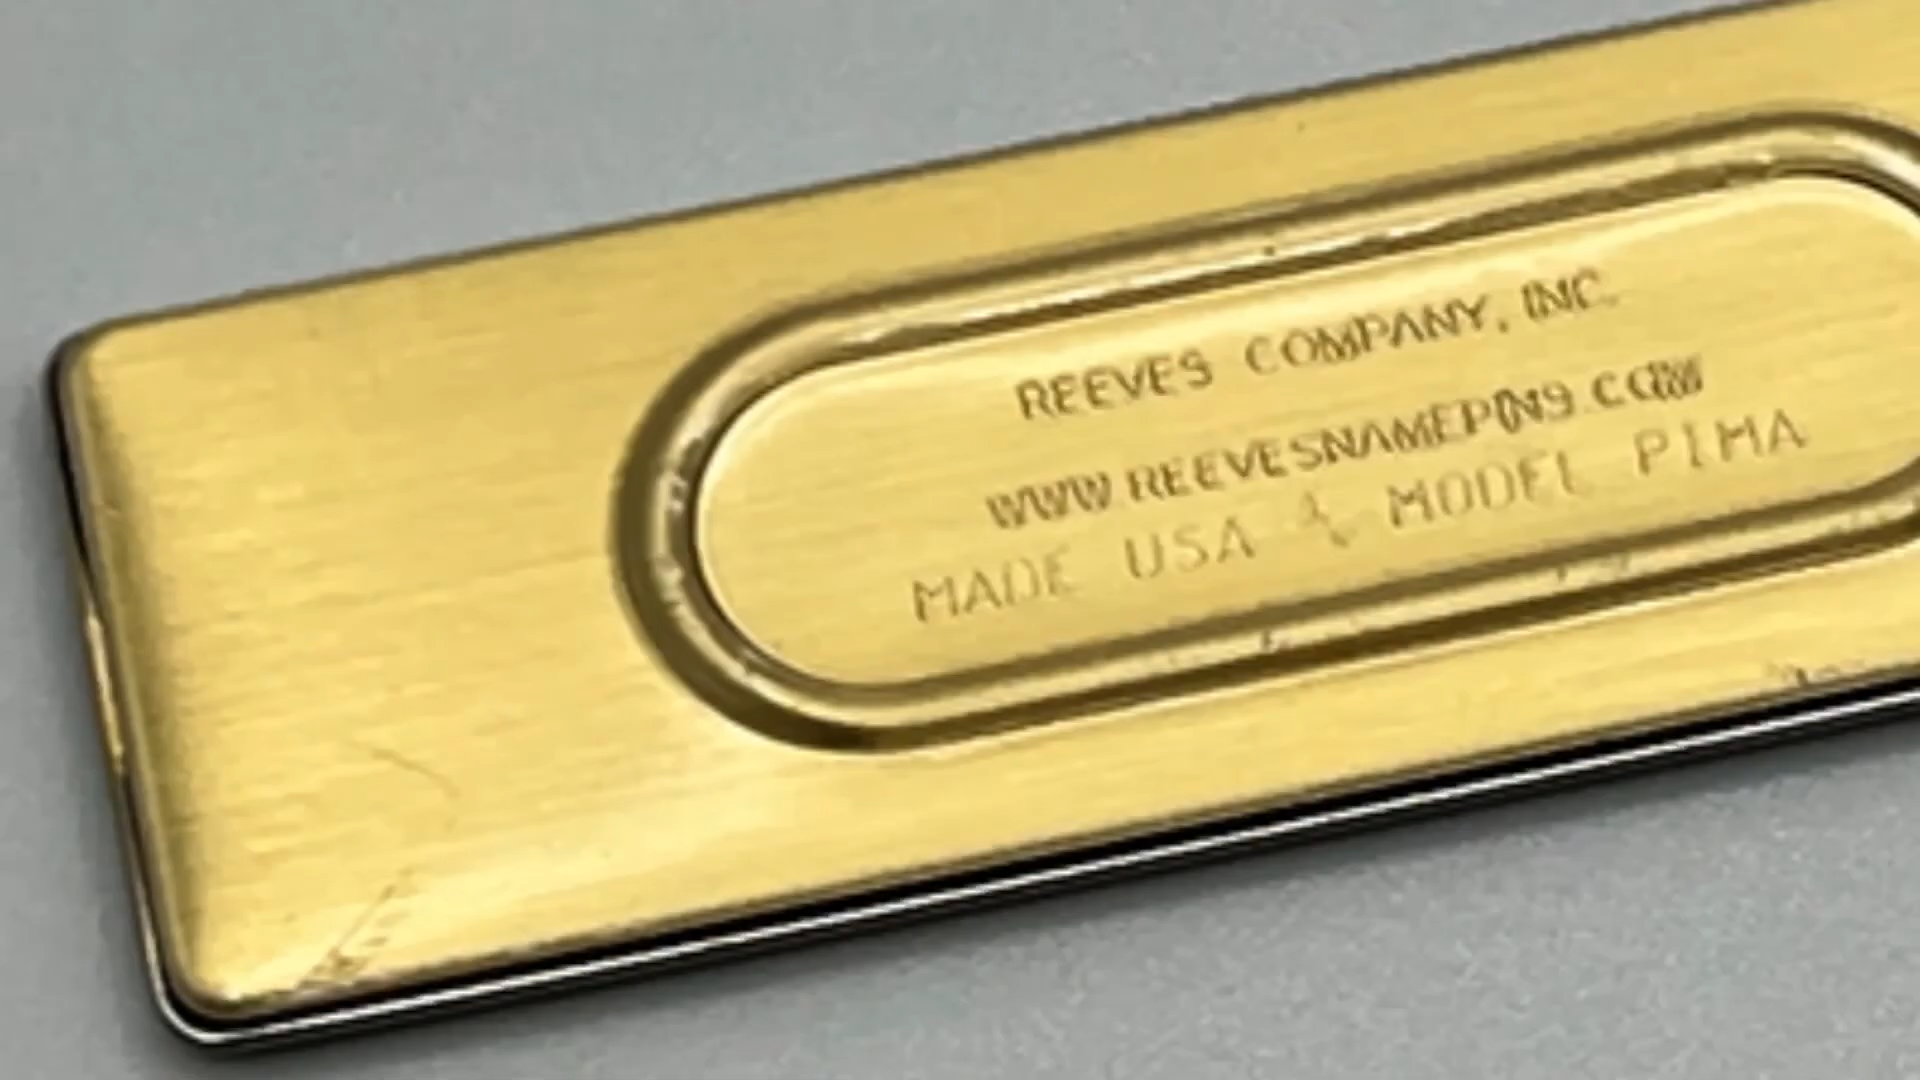 REEVES COMPANY, INC.
WWW.REEVESNAMEPINS.COM
MADE USA MODEL PIMA